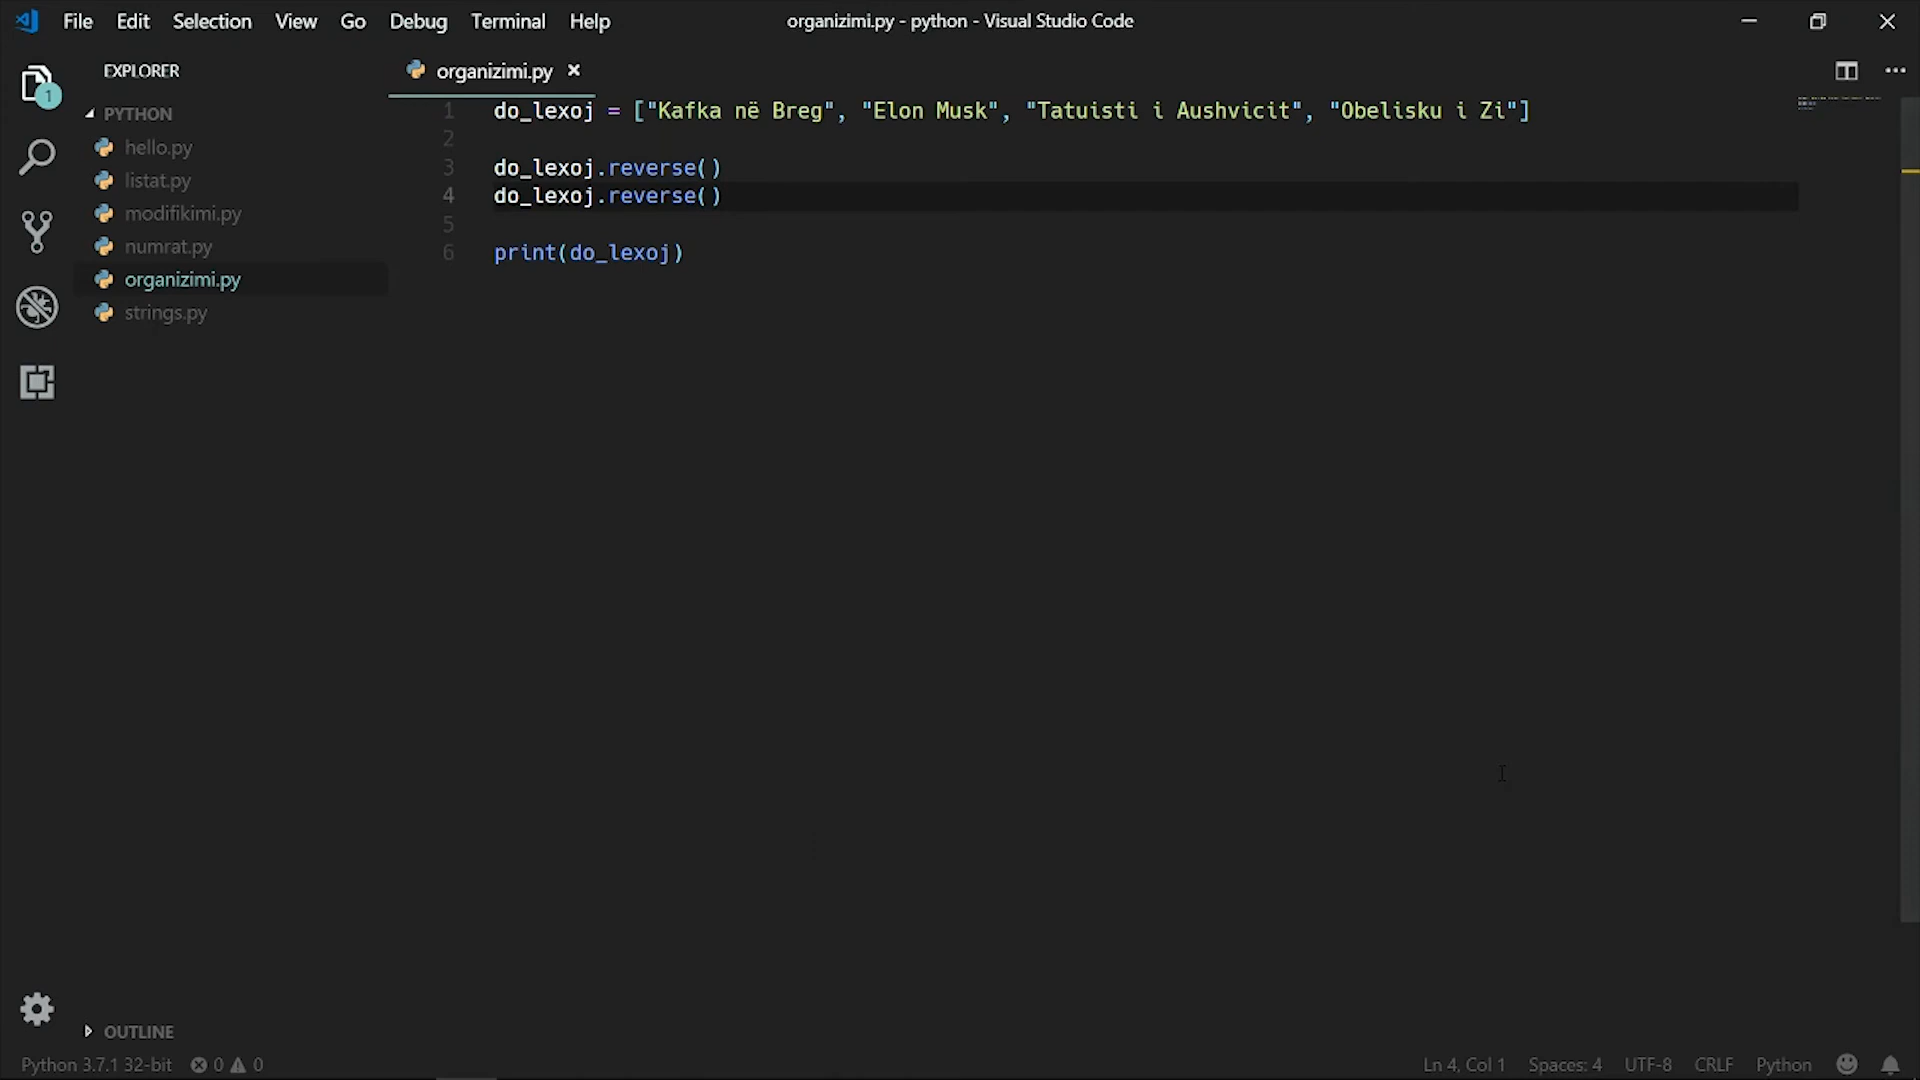 File Edit Selection View Go Debug Terminal Help
organizimi.py - python - Visual Studio Code
EXPLORER
1
PYTHON
hello.py
listat.py
modifikimi.py
numrat.py
organizimi.py
strings.py
organizimi.py
1 do_lexoj = ["Kafka në Breg", "Elon Musk", "Tatuisti i Aushvicit", "Obelisku i Zi"]
2
3 do_lexoj.reverse()
4 do_lexoj.reverse()
5
6 print(do_lexoj)
OUTLINE
Python 3.7.1 32-bit 0 0 Ln 4, Col 1 Spaces: 4 UTF-8 CRLF Python